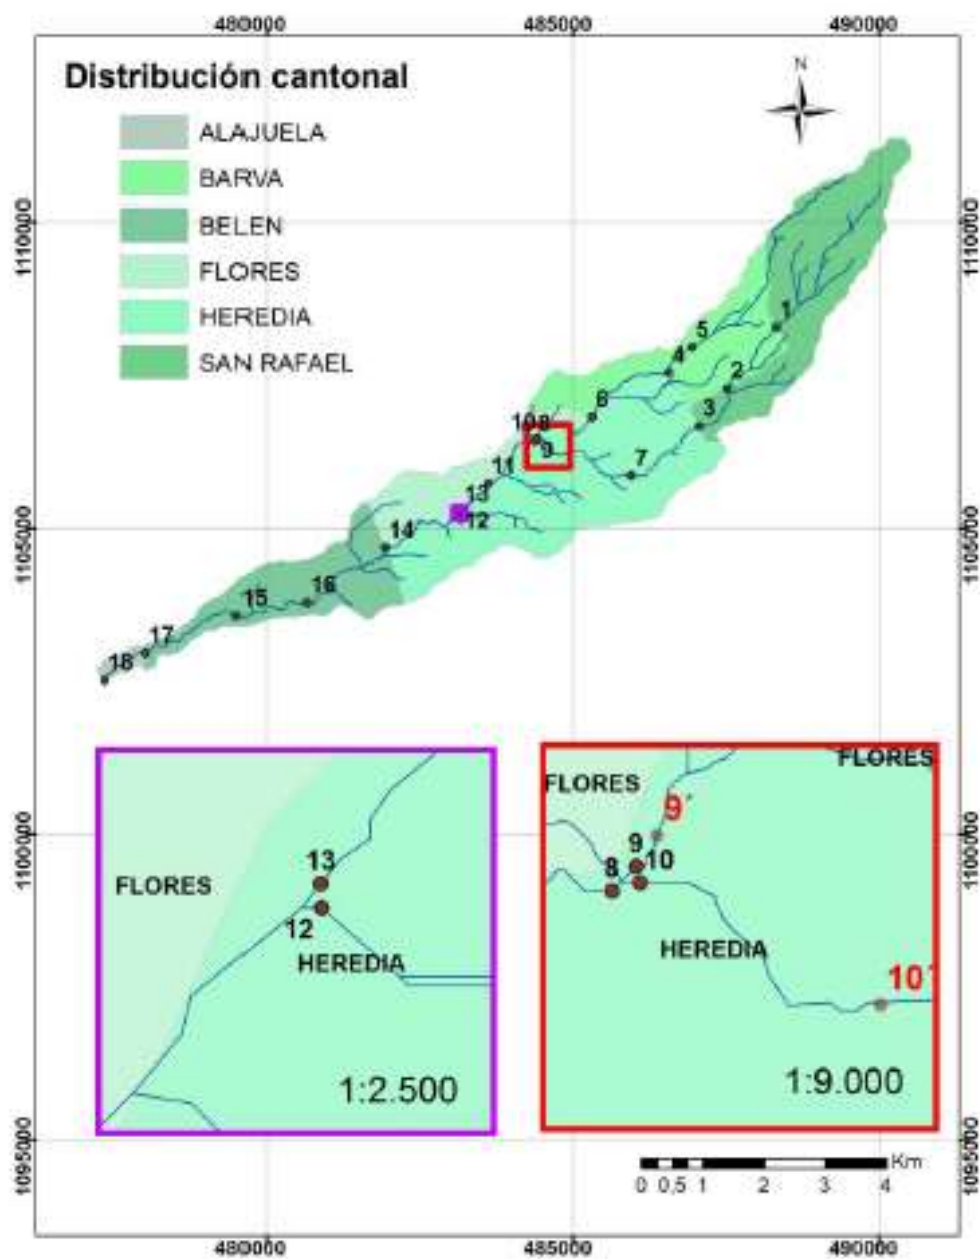 480000 485000 490000
Distribución cantonal
N
ALAJUELA
BARVA
BELEN
FLORES
HEREDIA
SAN RAFAEL
1110000 1110000
1
5
4
2
6
3
10 8
9
7
11
13
12
1105000 1105000
14
16
15
17
18
FLORES
13
12
HEREDIA
1:2.500
FLORES
FLORES
9´
9
10
8
HEREDIA
10´
1:9.000
1100000 1100000
Km
0 0,5 1 2 3 4
1095000 1095000
480000 485000 490000